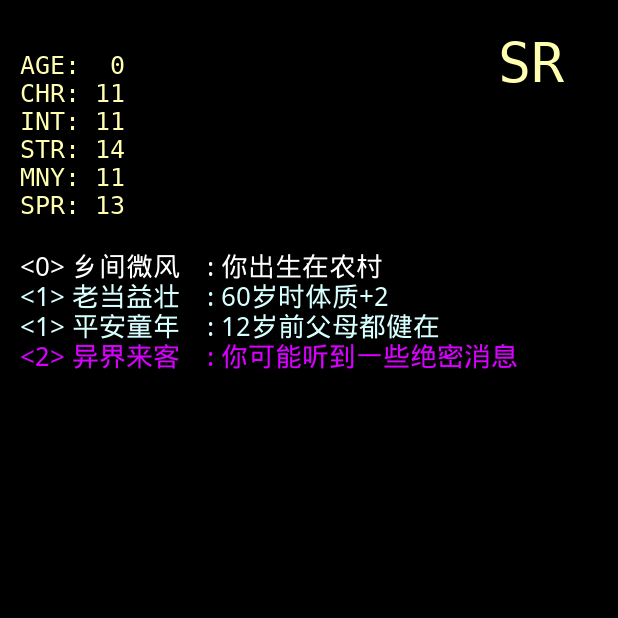 SR
AGE:  0
CHR: 11
INT: 11
STR: 14
MNY: 11
SPR: 13
<0> 乡间微风 : 你出生在农村
<1> 老当益壮 : 60岁时体质+2
<1> 平安童年 : 12岁前父母都健在
<2> 异界来客 : 你可能听到一些绝密消息